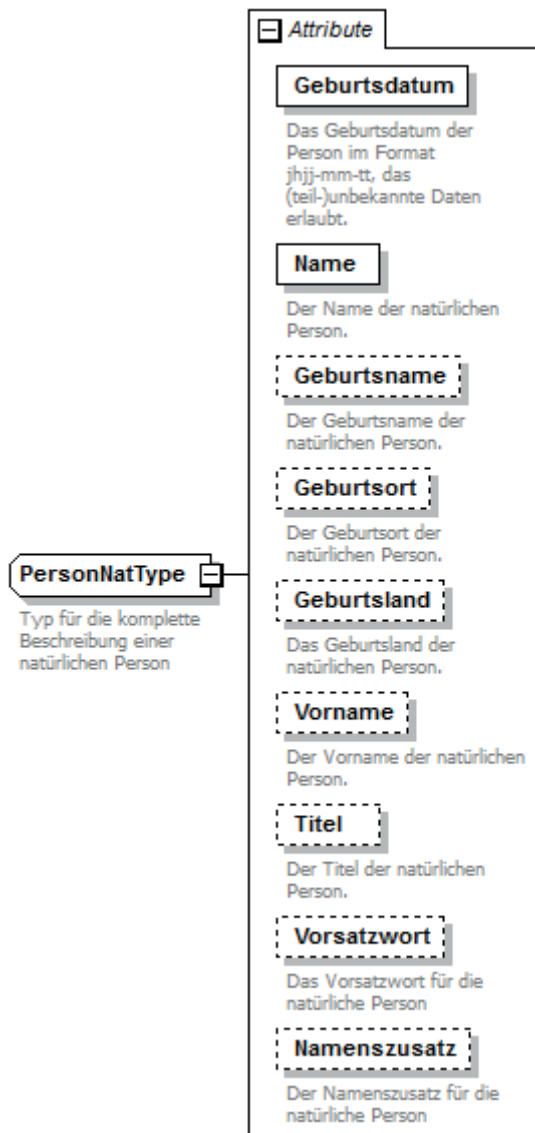 Attribute
Geburtsdatum
Das Geburtsdatum der
Person im Format
jhjj-mm-tt, das
(teil-)unbekannte Daten
erlaubt.
Name
Der Name der natürlichen
Person.
Geburtsname
Der Geburtsname der
natürlichen Person.
Geburtsort
Der Geburtsort der
natürlichen Person.
PersonNatType
Typ für die komplette
Beschreibung einer
natürlichen Person
Geburtsland
Das Geburtsland der
natürlichen Person.
Vorname
Der Vorname der natürlichen
Person.
Titel
Der Titel der natürlichen
Person.
Vorsatzwort
Das Vorsatzwort für die
natürliche Person
Namenszusatz
Der Namenszusatz für die
natürliche Person